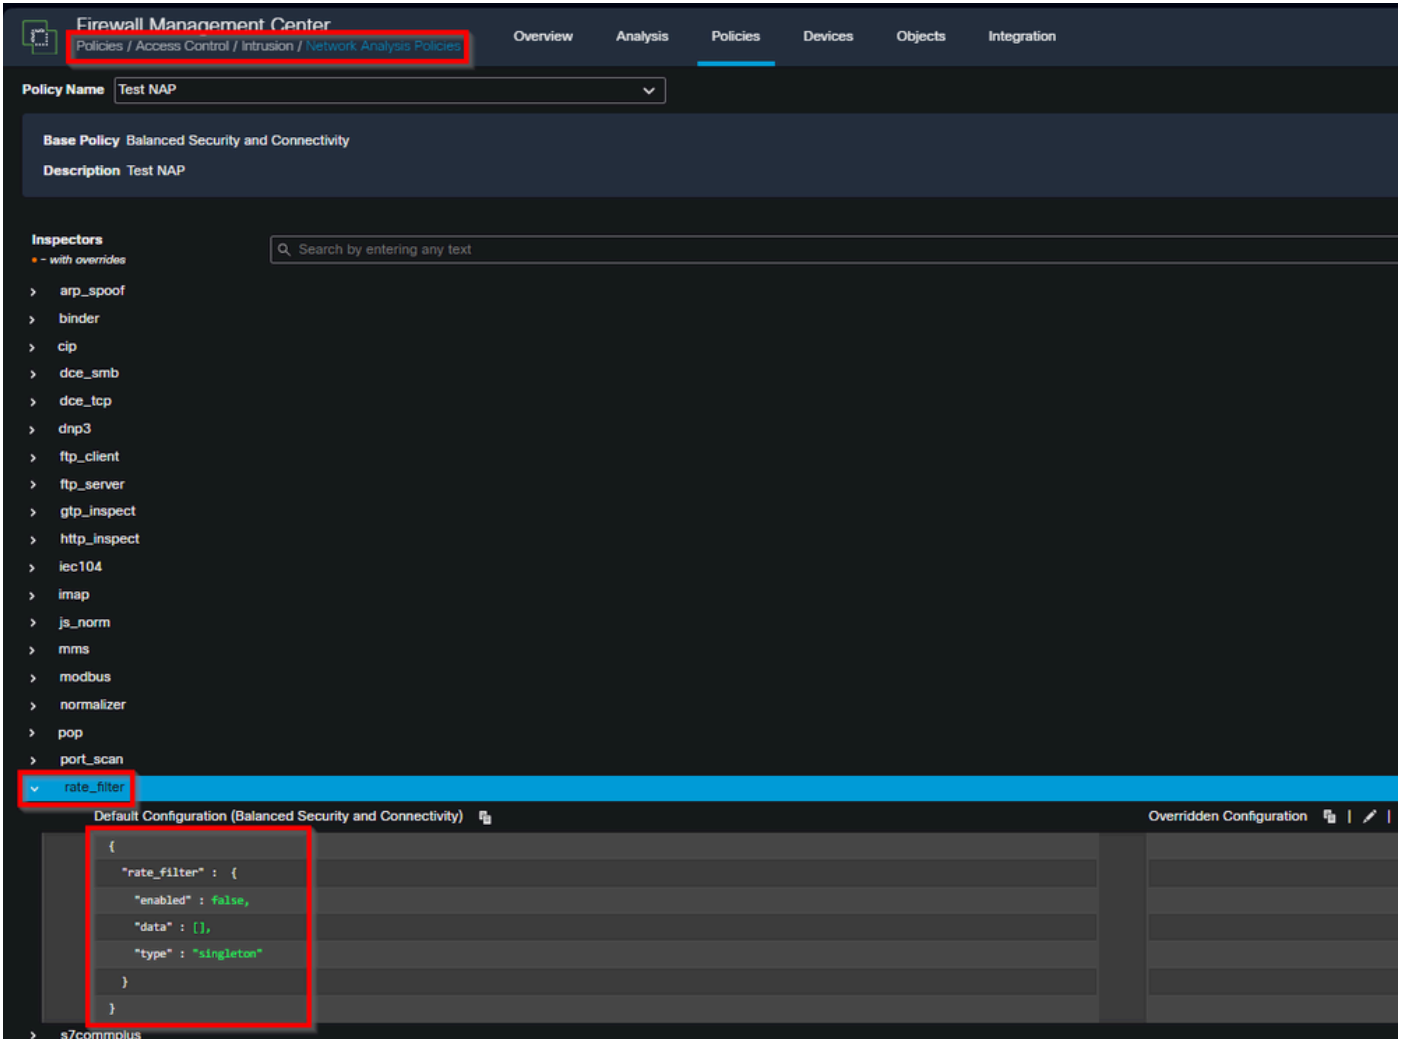 Firewall Management Center
Policies / Access Control / Intrusion / Network Analysis Policies
Overview Analysis Policies Devices Objects Integration
Policy Name Test NAP
Base Policy Balanced Security and Connectivity
Description Test NAP
Inspectors
Search by entering any text
- with overrides
arp_spoof
binder
cip
dce_smb
dce_tcp
dnp3
ftp_client
ftp_server
gtp_inspect
http_inspect
iec104
imap
js_norm
mms
modbus
normalizer
pop
port_scan
rate_filter
Default Configuration (Balanced Security and Connectivity) Overridden Configuration | |
{
"rate_filter" : {
"enabled" : false,
"data" : [],
"type" : "singleton"
}
}
s7commplus